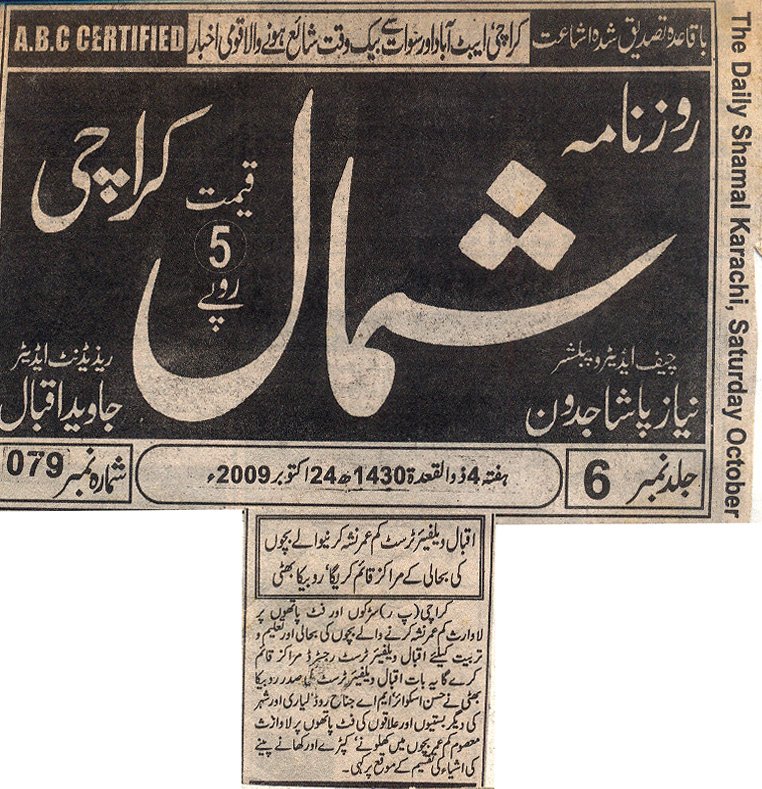 باقاعدہ تصدیق شدہ اشاعت
کراچی، ایبٹ آباد اور سوات سے بیک وقت شائع ہونے والا قومی اخبار
A.B.C CERTIFIED
روزنامہ
شمال
کراچی
قیمت
5
روپے
چیف ایڈیٹر و پبلشر
نیاز پاشا جدون
ریذیڈنٹ ایڈیٹر
جاوید اقبال
جلد نمبر 6
ہفتہ 4 ذوالقعدۃ 1430ھ 24 اکتوبر 2009ء
شمارہ نمبر 079
The Daily Shamal Karachi, Saturday October
اقبال ویلفیئر ٹرسٹ کم عمر نشہ کرنیوالے بچوں
کی بحالی کے مراکز قائم کریگا، روبیکا بھٹی
کراچی (پ ر) سڑکوں اور فٹ پاتھوں پر
لاوارث کم عمر نشہ کرنے والے بچوں کی بحالی اور تعلیم و
تربیت کیلئے اقبال ویلفیئر ٹرسٹ رجسٹرڈ مراکز قائم
کرے گا یہ بات اقبال ویلفیئر ٹرسٹ کی صدر روبیکا
بھٹی نے حسن اسکوائر، ایم اے جناح روڈ، لیاری اور شہر
کی دیگر بستیوں اور علاقوں کی فٹ پاتھوں پر لاوارث
معصوم کم عمر بچوں میں کھلونے، کپڑے اور کھانے پینے
کی اشیاء کی تقسیم کے موقع پر کہی۔